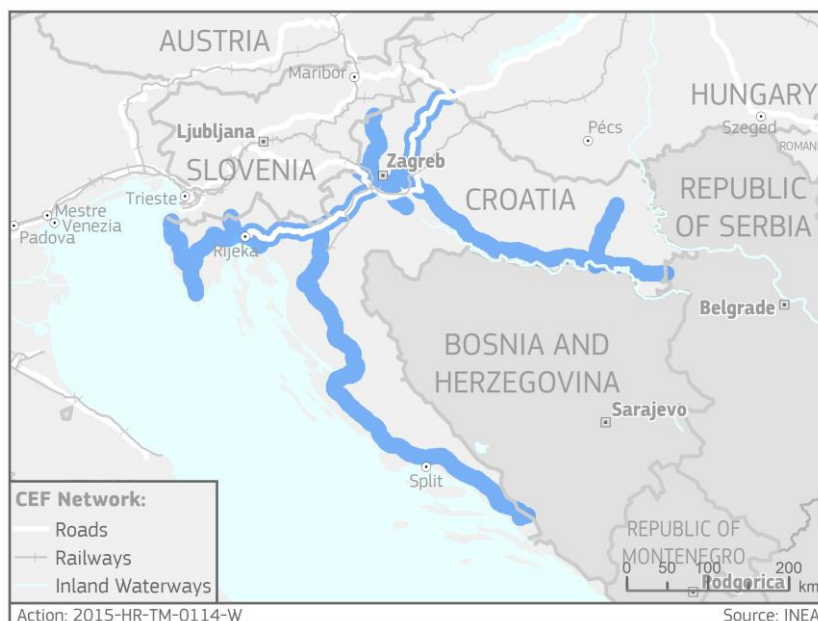 AUSTRIA
Maribor
HUNGARY
Ljubljana
Pécs
Szeged
ROMAN
SLOVENIA
Zagreb
Trieste
CROATIA
REPUBLIC
OF SERBIA
Mestre
Venezia
Padova
Rijeka
Belgrade
BOSNIA AND
HERZEGOVINA
Sarajevo
Split
CEF Network:
Roads
Railways
Inland Waterways
REPUBLIC OF
MONTENEGRO
0 50 100 200
km
Podgorica
Action: 2015-HR-TM-0114-W
Source: INEA